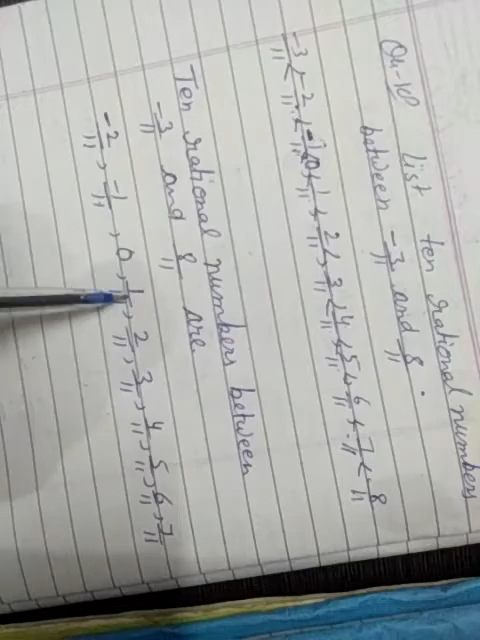 Qu-10 List ten rational numbers
between -3/11 and 8/11.
-3/11 < -2/11 < -1/11 < 0 < 1/11 < 2/11 < 3/11 < 4/11 < 5/11 < 6/11 < 7/11 < 8/11
Ten rational numbers between
-3/11 and 8/11 are
-2/11, -1/11, 0, 1/11, 2/11, 3/11, 4/11, 5/11, 6/11, 7/11